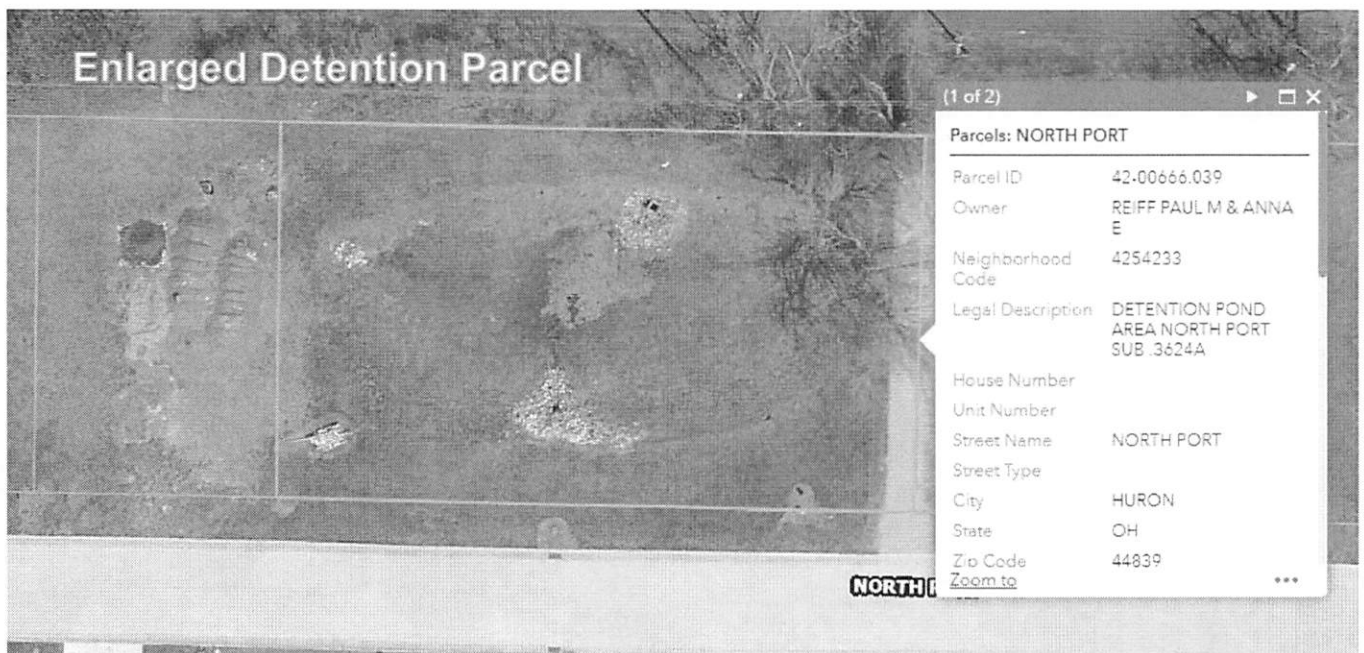 Enlarged Detention Parcel
(1 of 2)
Parcels: NORTH PORT
Parcel ID 42-00666.039
Owner REIFF PAUL M & ANNA
E
Neighborhood 4254233
Code
Legal Description DETENTION POND
AREA NORTH PORT
SUB .3624A
House Number
Unit Number
Street Name NORTH PORT
Street Type
City HURON
State OH
Zip Code 44839
Zoom to
NORTH